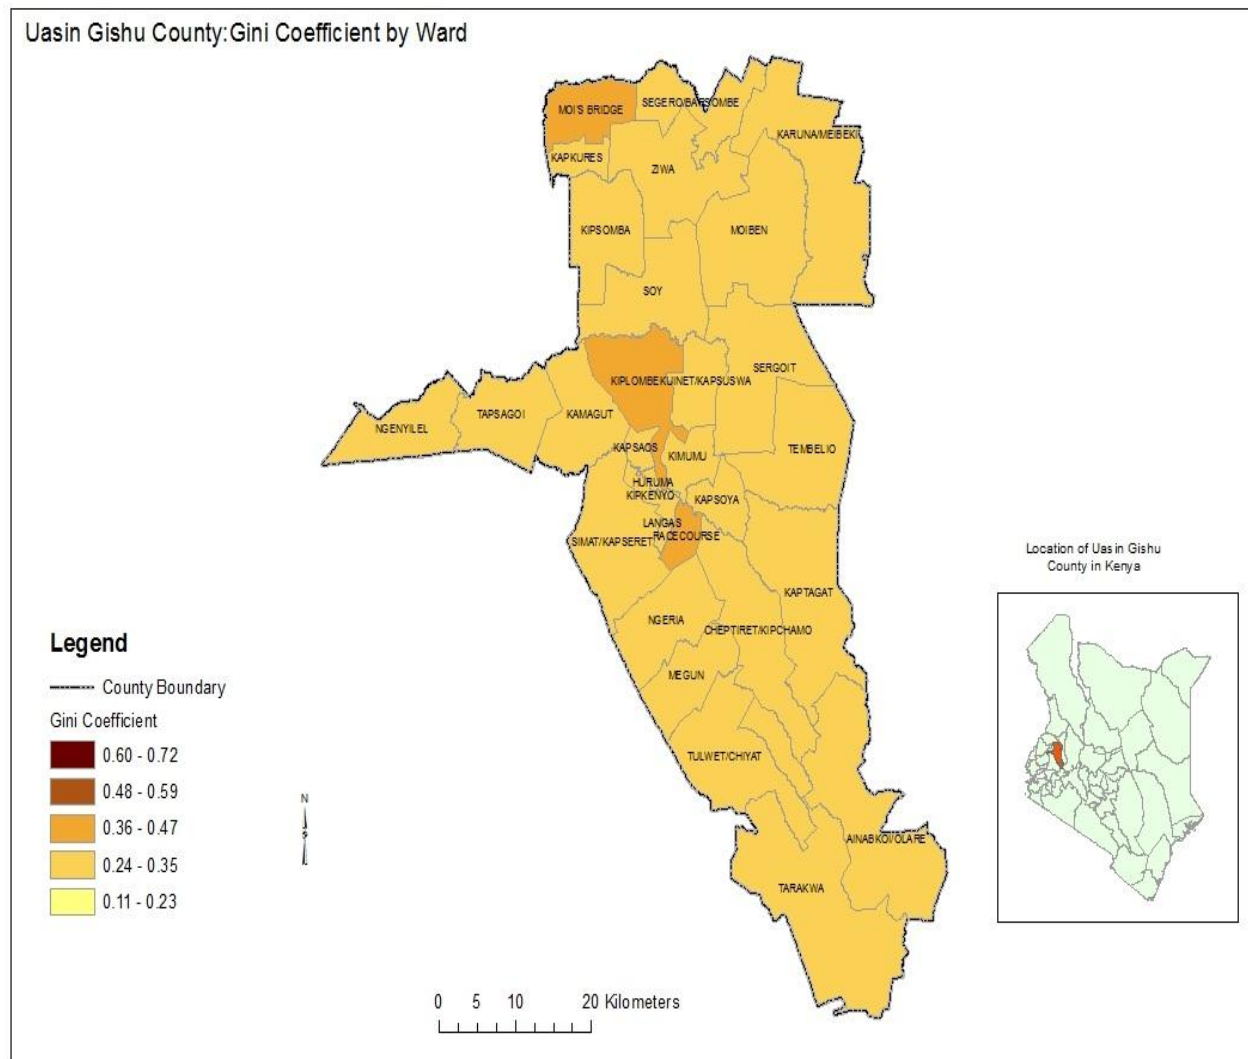 Uasin Gishu County:Gini Coefficient by Ward
MOI'S BRIDGE
SEGERO/BARSOMBE
KARUNA/MEIBEKI
KAPKURES
ZIWA
KIPSOMBA
MOIBEN
SOY
SERGOIT
KIPLOMBE
KUINET/KAPSUSWA
NGENYILEL
TAPSAGOI
KAMAGUT
KAPSAOS
KIMUMU
TEMBELIO
HURUMA
KIPKENYO
KAPSOYA
LANGAS
RACECOURSE
SIMAT/KAPSERET
KAPTAGAT
NGERIA
CHEPTIRET/KIPCHAMO
MEGUN
TULWET/CHIYAT
AINABKOI/OLARE
TARAKWA
Location of Uasin Gishu
County in Kenya
Legend
County Boundary
Gini Coefficient
0.60 - 0.72
0.48 - 0.59
0.36 - 0.47
0.24 - 0.35
0.11 - 0.23
N
0 5 10 20 Kilometers